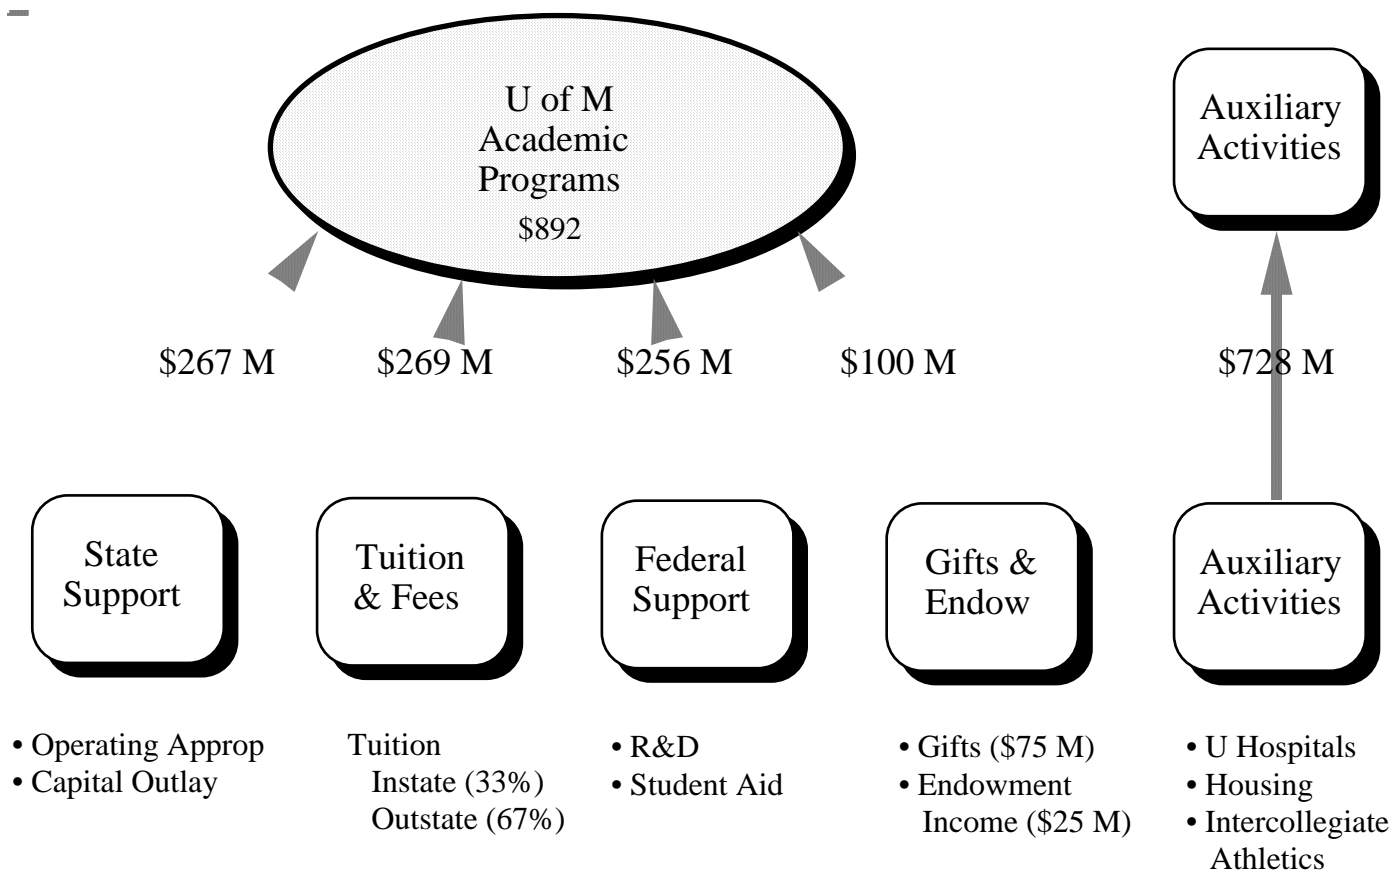 U of M
Academic
Programs
$892
Auxiliary
Activities
$267 M
$269 M
$256 M
$100 M
$728 M
State
Support
Tuition
& Fees
Federal
Support
Gifts &
Endow
Auxiliary
Activities
• Operating Approp
• Capital Outlay
Tuition
Instate (33%)
Outstate (67%)
• R&D
• Student Aid
• Gifts ($75 M)
• Endowment
Income ($25 M)
• U Hospitals
• Housing
• Intercollegiate
Athletics